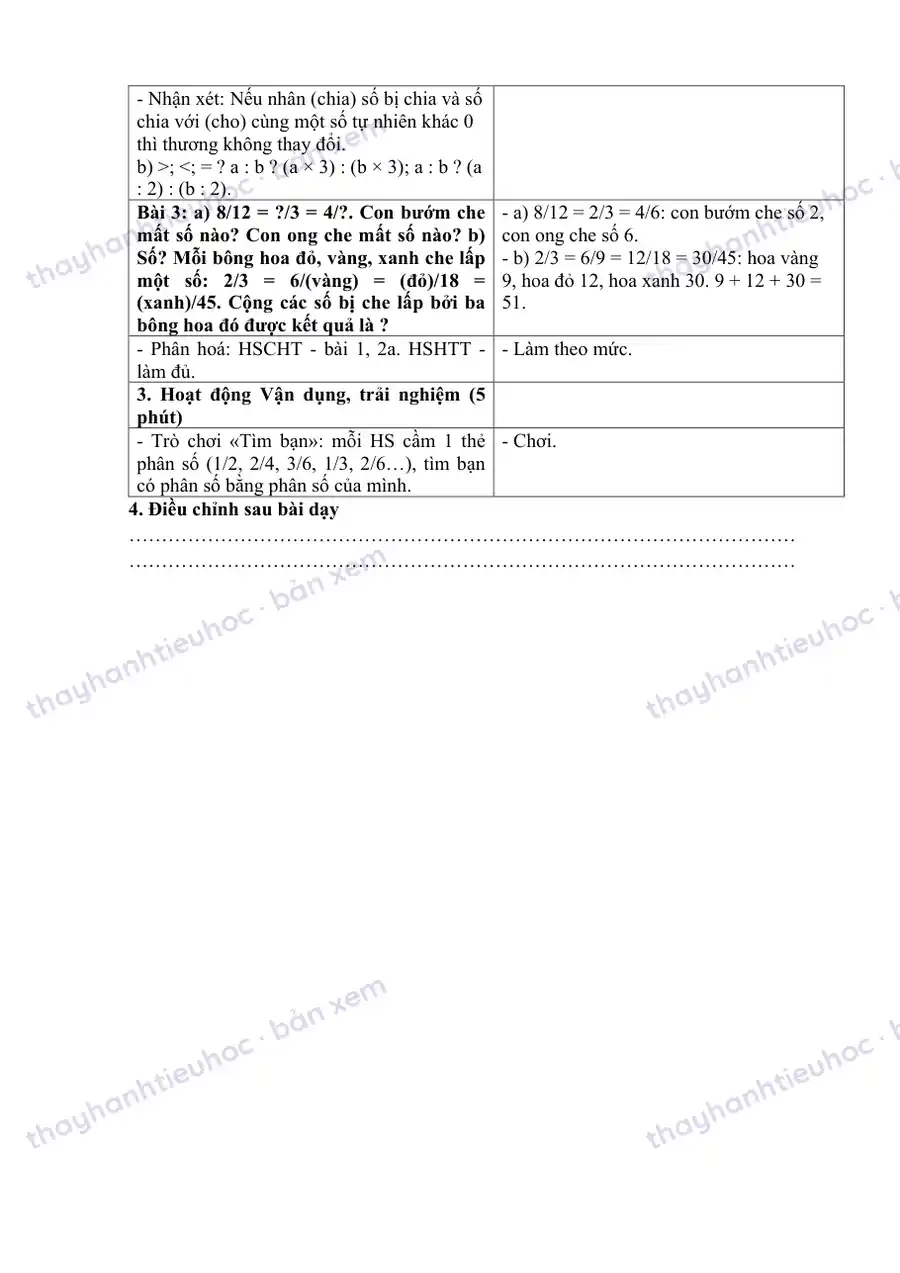 - Nhận xét: Nếu nhân (chia) số bị chia và số
chia với (cho) cùng một số tự nhiên khác 0
thì thương không thay đổi.
b) >; <; = ? a : b ? (a × 3) : (b × 3); a : b ? (a
: 2) : (b : 2).
Bài 3: a) 8/12 = ?/3 = 4/?. Con bướm che
mất số nào? Con ong che mất số nào? b)
Số? Mỗi bông hoa đỏ, vàng, xanh che lấp
một số: 2/3 = 6/(vàng) = (đỏ)/18 =
(xanh)/45. Cộng các số bị che lấp bởi ba
bông hoa đó được kết quả là ?
- a) 8/12 = 2/3 = 4/6: con bướm che số 2,
con ong che số 6.
- b) 2/3 = 6/9 = 12/18 = 30/45: hoa vàng
9, hoa đỏ 12, hoa xanh 30. 9 + 12 + 30 =
51.
- Phân hoá: HSCHT - bài 1, 2a. HSHTT -
làm đủ.
- Làm theo mức.
3. Hoạt động Vận dụng, trải nghiệm (5
phút)
- Trò chơi «Tìm bạn»: mỗi HS cầm 1 thẻ
phân số (1/2, 2/4, 3/6, 1/3, 2/6…), tìm bạn
có phân số bằng phân số của mình.
- Chơi.
4. Điều chỉnh sau bài dạy
…………………………………………………………………………………………
…………………………………………………………………………………………
thayhanhtieuhoc · bản xem
thayhanhtieuhoc · b
thayhanhtieuhoc · bản xem
thayhanhtieuhoc · b
thayhanhtieuhoc · bản xem
thayhanhtieuhoc · b